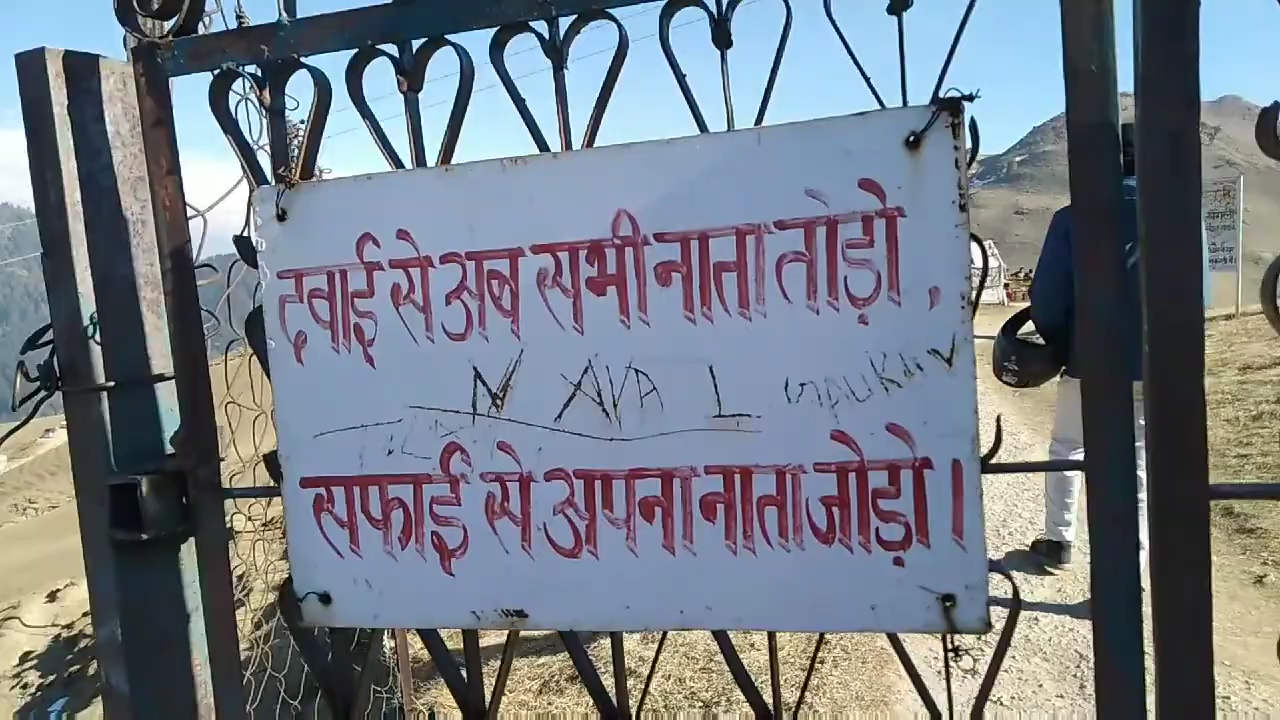 दवाई से अब सभी नाता तोड़ो,
NAVAL
सफाई से अपना नाता जोड़ो।